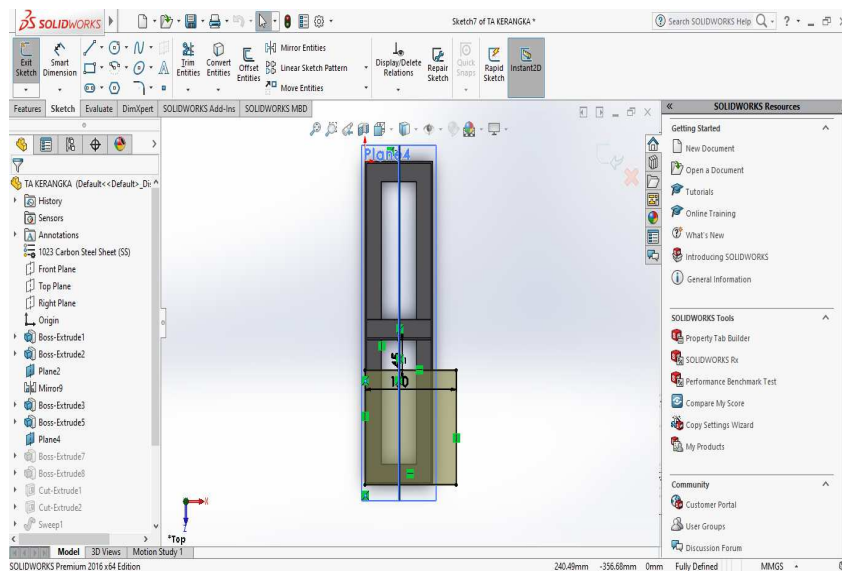 SOLIDWORKS
Sketch7 of TA KERANGKA *
Search SOLIDWORKS Help
Exit Sketch
Smart Dimension
Trim Entities
Convert Entities
Offset Entities
Mirror Entities
Linear Sketch Pattern
Move Entities
Display/Delete Relations
Repair Sketch
Quick Snaps
Rapid Sketch
Instant2D
Features Sketch Evaluate DimXpert SOLIDWORKS Add-Ins SOLIDWORKS MBD
TA KERANGKA (Default<<Default>_Di
History
Sensors
Annotations
1023 Carbon Steel Sheet (SS)
Front Plane
Top Plane
Right Plane
Origin
Boss-Extrude1
Boss-Extrude2
Plane2
Mirror9
Boss-Extrude3
Boss-Extrude5
Plane4
Boss-Extrude7
Boss-Extrude8
Cut-Extrude1
Cut-Extrude2
Sweep1
Plane4
*Top
SOLIDWORKS Resources
Getting Started
New Document
Open a Document
Tutorials
Online Training
What's New
Introducing SOLIDWORKS
General Information
SOLIDWORKS Tools
Property Tab Builder
SOLIDWORKS Rx
Performance Benchmark Test
Compare My Score
Copy Settings Wizard
My Products
Community
Customer Portal
User Groups
Discussion Forum
Model 3D Views Motion Study 1
SOLIDWORKS Premium 2016 x64 Edition
240.49mm -356.68mm 0mm Fully Defined MMGS